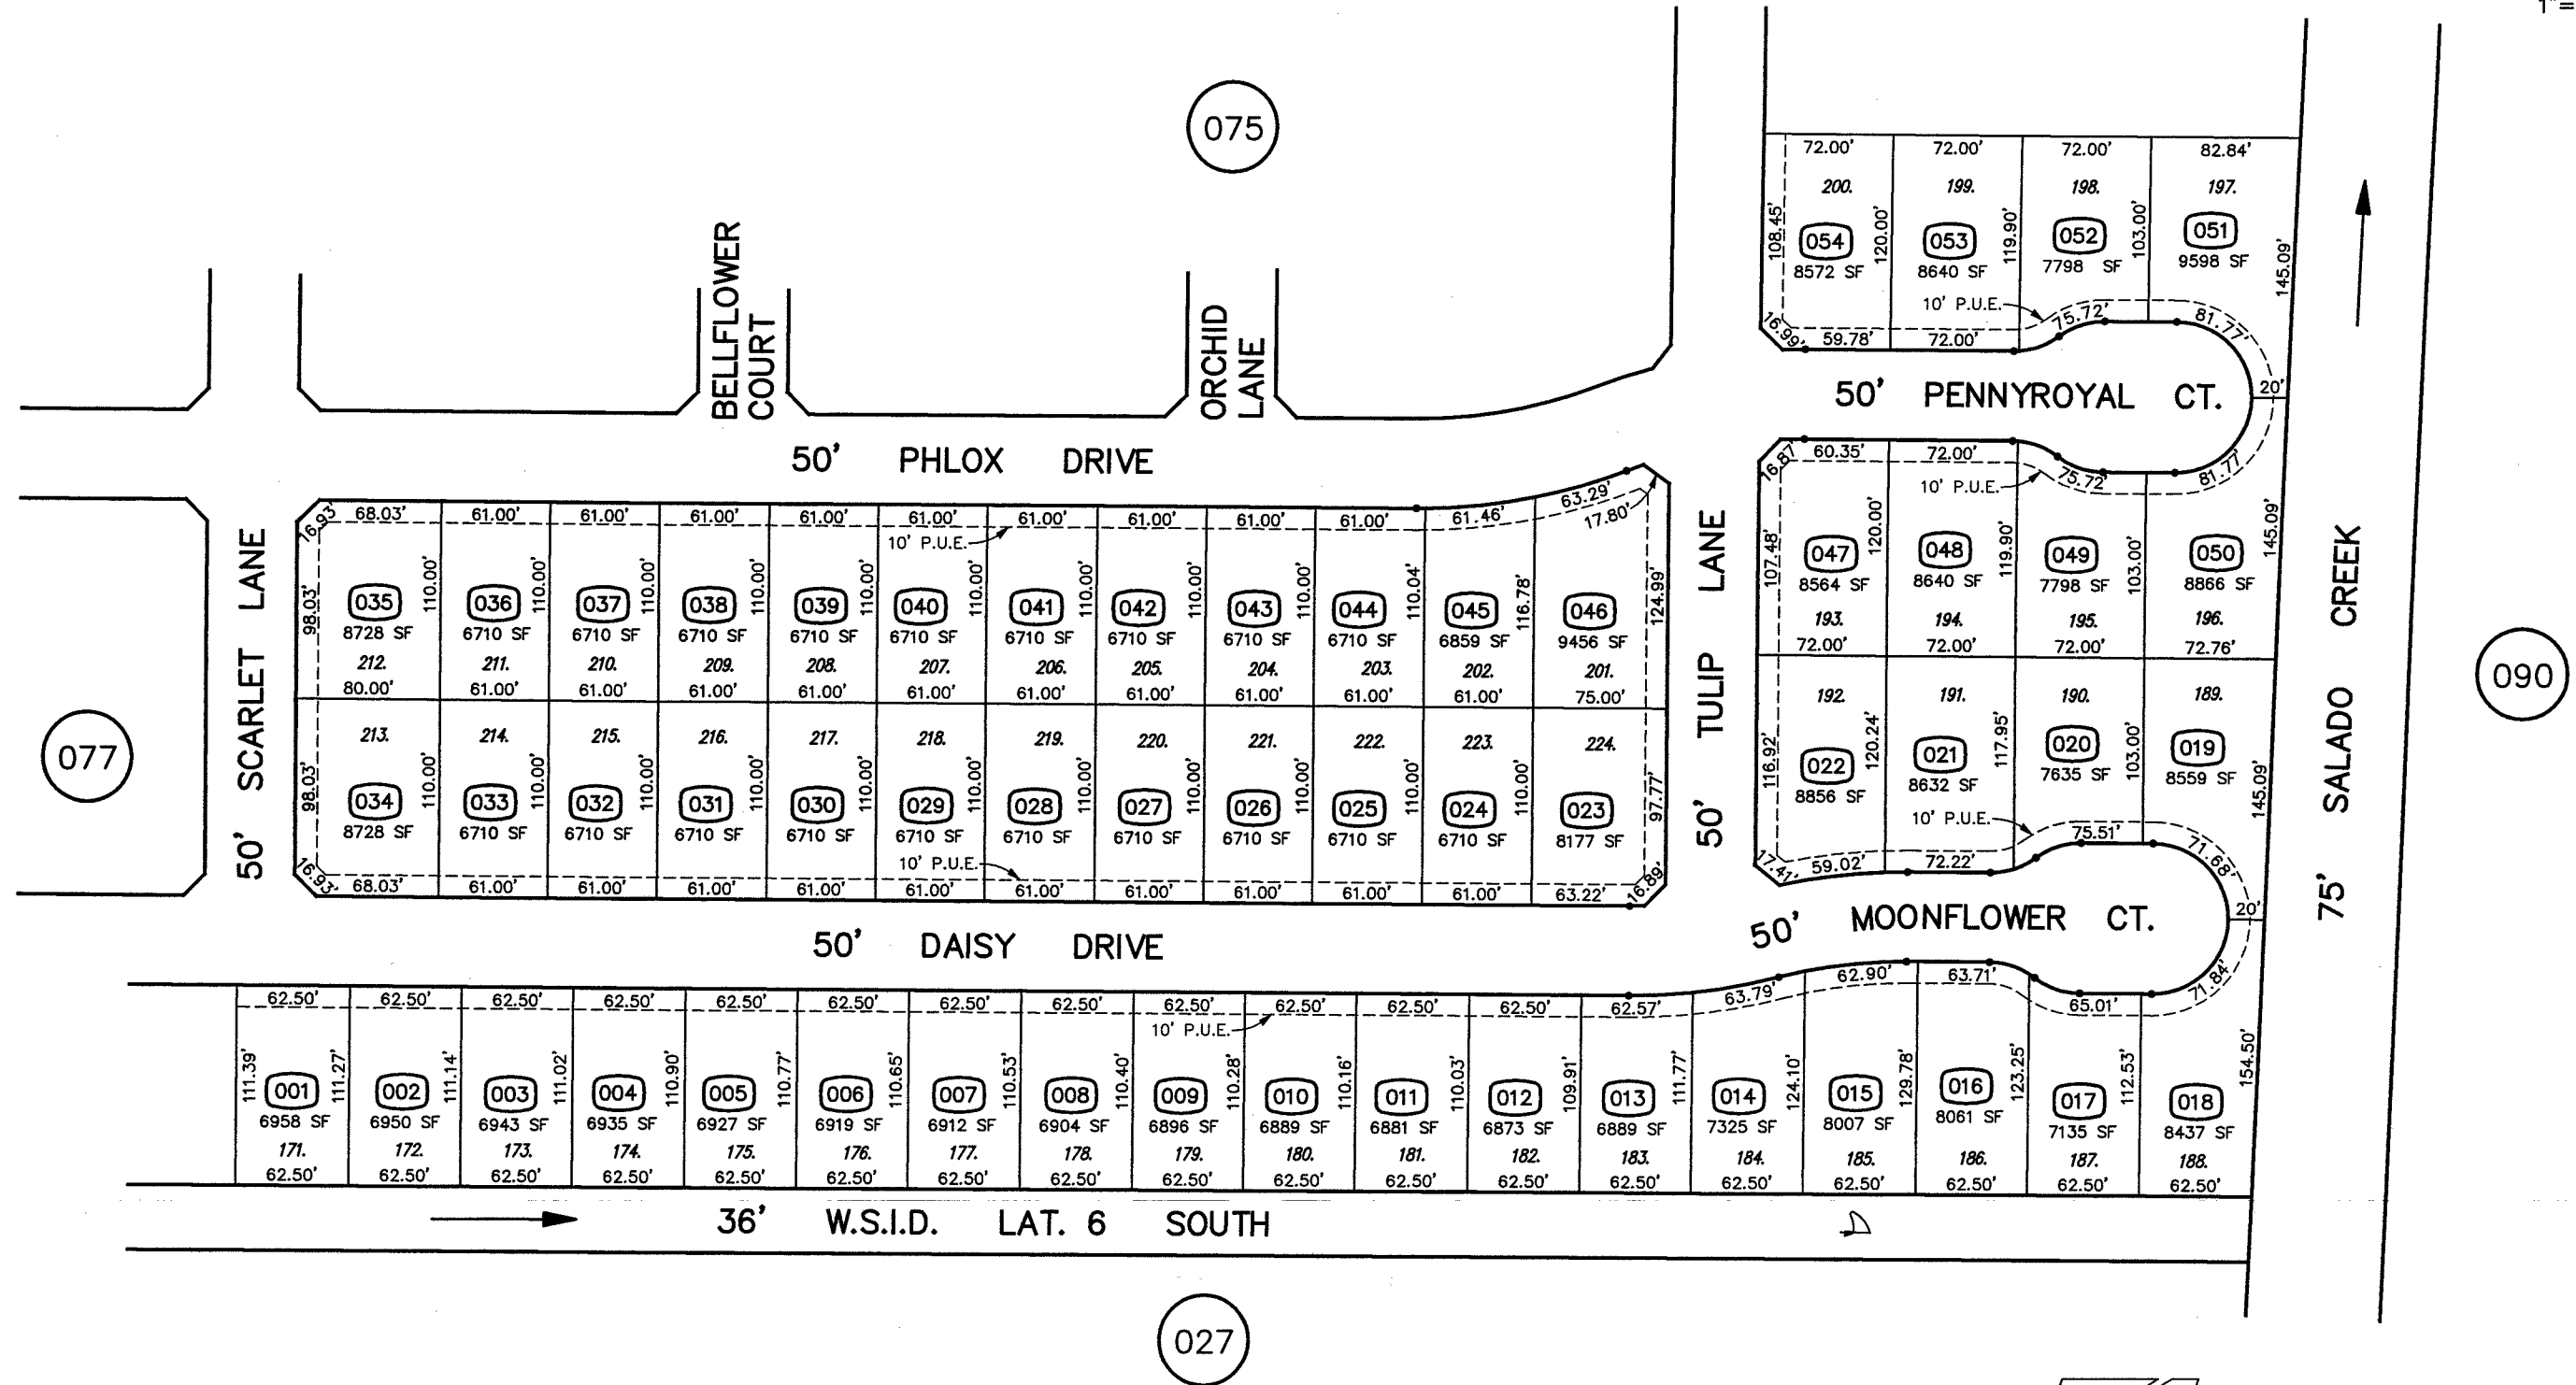 1"=
075
BELLFLOWER
COURT
ORCHID
LANE
72.00' 72.00' 72.00' 82.84'
200. 199. 198. 197.
108.45' 120.00' 119.90' 103.00' 145.09'
054 053 052 051
8572 SF 8640 SF 7798 SF 9598 SF
10' P.U.E.
16.99' 59.78' 72.00' 75.72' 81.77'
50' PENNYROYAL CT. 20'
50' PHLOX DRIVE
16.87' 60.35' 72.00' 75.72' 81.77'
10' P.U.E.
107.48' 120.00' 119.90' 103.00' 145.09'
047 048 049 050
8564 SF 8640 SF 7798 SF 8866 SF
193. 194. 195. 196.
72.00' 72.00' 72.00' 72.76'
16.93' 68.03' 61.00' 61.00' 61.00' 61.00' 61.00' 61.00' 61.00' 61.00' 61.00' 61.46' 63.29' 17.80'
10' P.U.E.
98.03' 110.00' 110.00' 110.00' 110.00' 110.00' 110.00' 110.00' 110.00' 110.00' 110.04' 116.78' 124.99'
035 036 037 038 039 040 041 042 043 044 045 046
8728 SF 6710 SF 6710 SF 6710 SF 6710 SF 6710 SF 6710 SF 6710 SF 6710 SF 6710 SF 6859 SF 9456 SF
212. 211. 210. 209. 208. 207. 206. 205. 204. 203. 202. 201.
80.00' 61.00' 61.00' 61.00' 61.00' 61.00' 61.00' 61.00' 61.00' 61.00' 61.00' 75.00'
50' SCARLET LANE
50' TULIP LANE
75' SALADO CREEK
077
090
213. 214. 215. 216. 217. 218. 219. 220. 221. 222. 223. 224.
98.03' 110.00' 110.00' 110.00' 110.00' 110.00' 110.00' 110.00' 110.00' 110.00' 110.00' 110.00' 97.77'
034 033 032 031 030 029 028 027 026 025 024 023
8728 SF 6710 SF 6710 SF 6710 SF 6710 SF 6710 SF 6710 SF 6710 SF 6710 SF 6710 SF 6710 SF 8177 SF
10' P.U.E.
16.93' 68.03' 61.00' 61.00' 61.00' 61.00' 61.00' 61.00' 61.00' 61.00' 61.00' 61.00' 63.22' 16.89'
192. 191. 190. 189.
116.92' 120.24' 117.95' 103.00' 145.09'
022 021 020 019
8856 SF 8632 SF 7635 SF 8559 SF
10' P.U.E.
17.41' 59.02' 72.22' 75.51' 71.68'
50' MOONFLOWER CT. 20'
50' DAISY DRIVE
62.50' 62.50' 62.50' 62.50' 62.50' 62.50' 62.50' 62.50' 62.50' 62.50' 62.50' 62.50' 62.57' 63.79' 62.90' 63.71' 65.01' 71.84'
10' P.U.E.
111.39' 111.27' 111.14' 111.02' 110.90' 110.77' 110.65' 110.53' 110.40' 110.28' 110.16' 110.03' 109.91' 111.77' 124.10' 129.78' 123.25' 112.53' 154.50'
001 002 003 004 005 006 007 008 009 010 011 012 013 014 015 016 017 018
6958 SF 6950 SF 6943 SF 6935 SF 6927 SF 6919 SF 6912 SF 6904 SF 6896 SF 6889 SF 6881 SF 6873 SF 6889 SF 7325 SF 8007 SF 8061 SF 7135 SF 8437 SF
171. 172. 173. 174. 175. 176. 177. 178. 179. 180. 181. 182. 183. 184. 185. 186. 187. 188.
62.50' 62.50' 62.50' 62.50' 62.50' 62.50' 62.50' 62.50' 62.50' 62.50' 62.50' 62.50' 62.50' 62.50' 62.50' 62.50' 62.50' 62.50'
36' W.S.I.D. LAT. 6 SOUTH
027